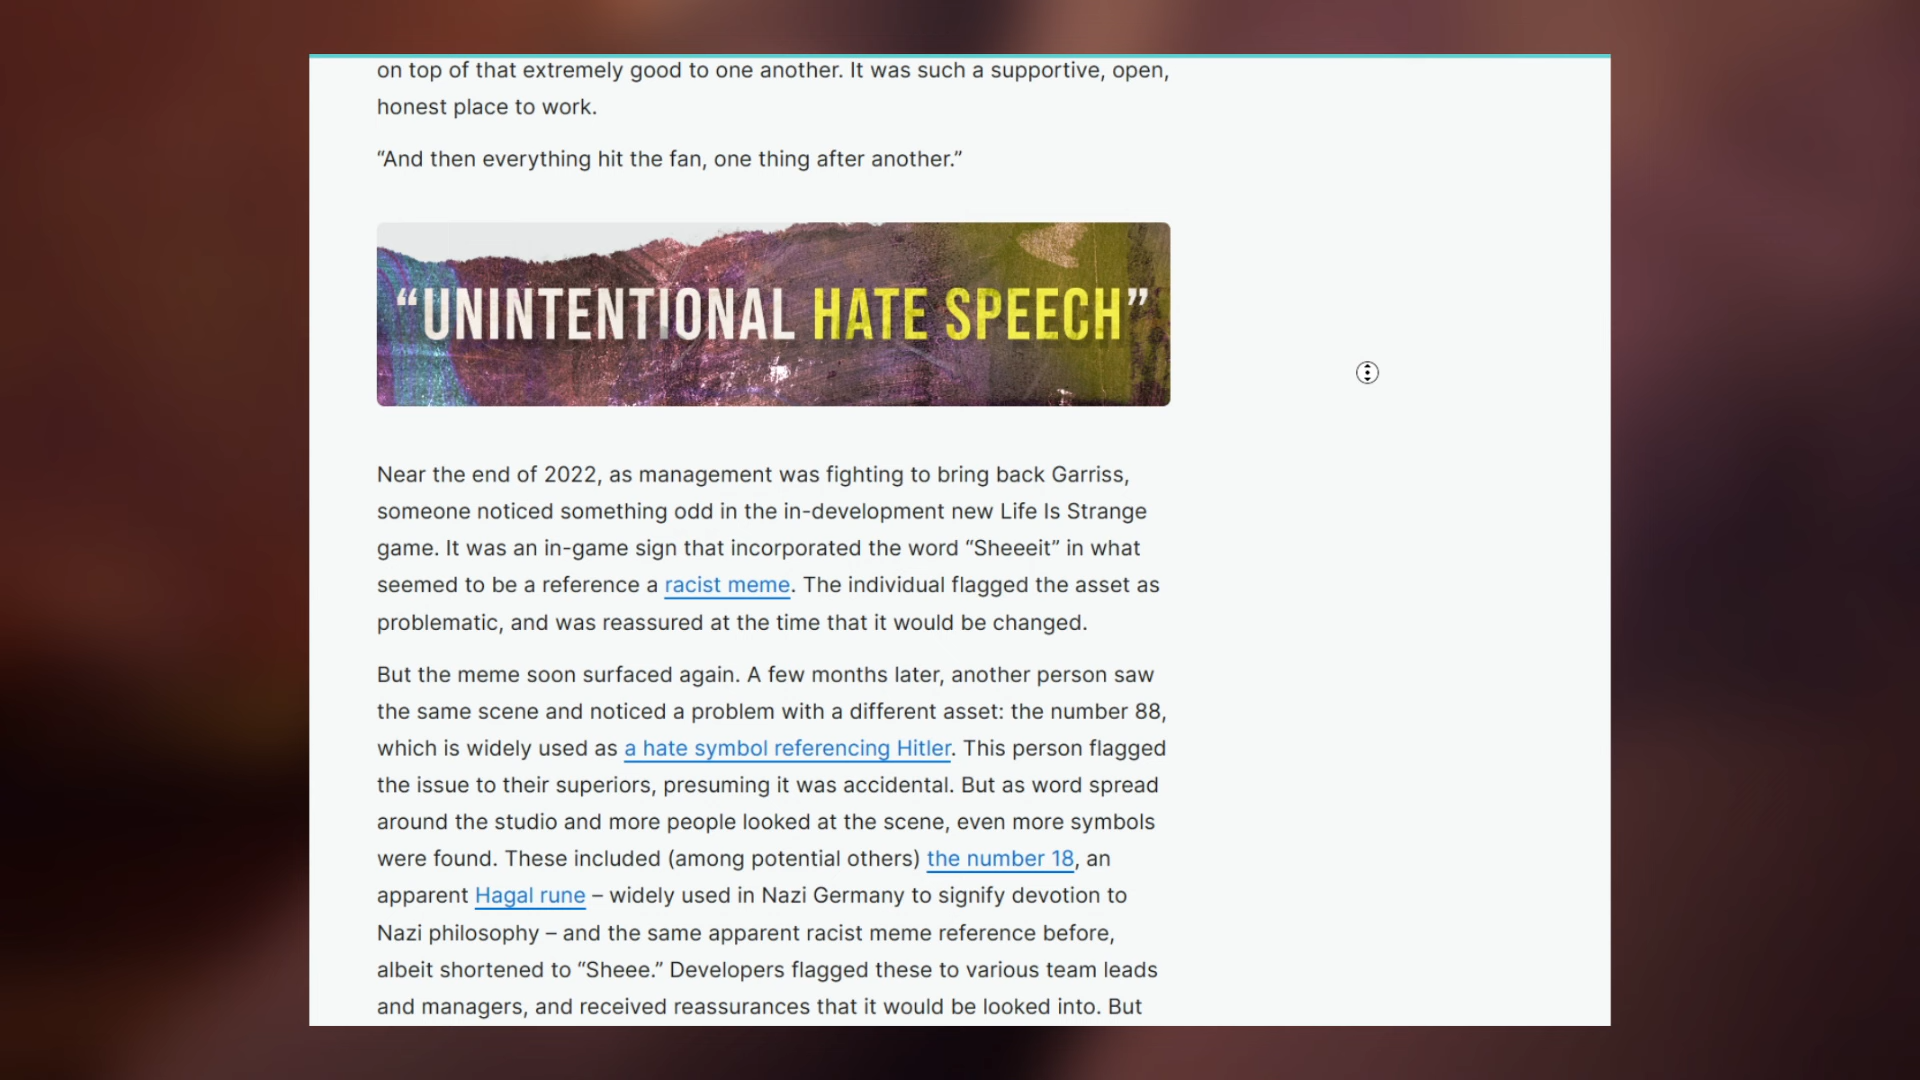 on top of that extremely good to one another. It was such a supportive, open,
honest place to work.
“And then everything hit the fan, one thing after another.”
“UNINTENTIONAL HATE SPEECH”
Near the end of 2022, as management was fighting to bring back Garriss,
someone noticed something odd in the in-development new Life Is Strange
game. It was an in-game sign that incorporated the word “Sheeeit” in what
seemed to be a reference a racist meme. The individual flagged the asset as
problematic, and was reassured at the time that it would be changed.
But the meme soon surfaced again. A few months later, another person saw
the same scene and noticed a problem with a different asset: the number 88,
which is widely used as a hate symbol referencing Hitler. This person flagged
the issue to their superiors, presuming it was accidental. But as word spread
around the studio and more people looked at the scene, even more symbols
were found. These included (among potential others) the number 18, an
apparent Hagal rune – widely used in Nazi Germany to signify devotion to
Nazi philosophy – and the same apparent racist meme reference before,
albeit shortened to “Sheee.” Developers flagged these to various team leads
and managers, and received reassurances that it would be looked into. But